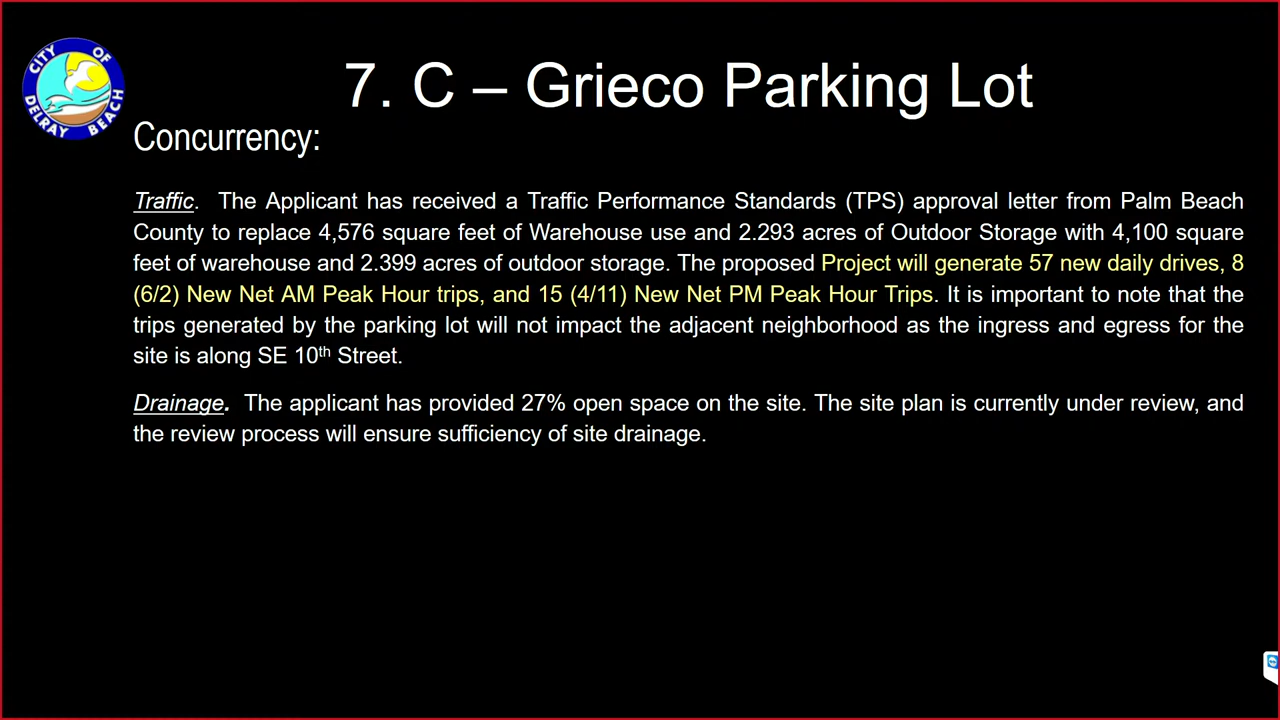 CITY OF
DELRAY BEACH
7. C – Grieco Parking Lot
Concurrency:
Traffic. The Applicant has received a Traffic Performance Standards (TPS) approval letter from Palm Beach
County to replace 4,576 square feet of Warehouse use and 2.293 acres of Outdoor Storage with 4,100 square
feet of warehouse and 2.399 acres of outdoor storage. The proposed Project will generate 57 new daily drives, 8
(6/2) New Net AM Peak Hour trips, and 15 (4/11) New Net PM Peak Hour Trips. It is important to note that the
trips generated by the parking lot will not impact the adjacent neighborhood as the ingress and egress for the
site is along SE 10th Street.
Drainage. The applicant has provided 27% open space on the site. The site plan is currently under review, and
the review process will ensure sufficiency of site drainage.